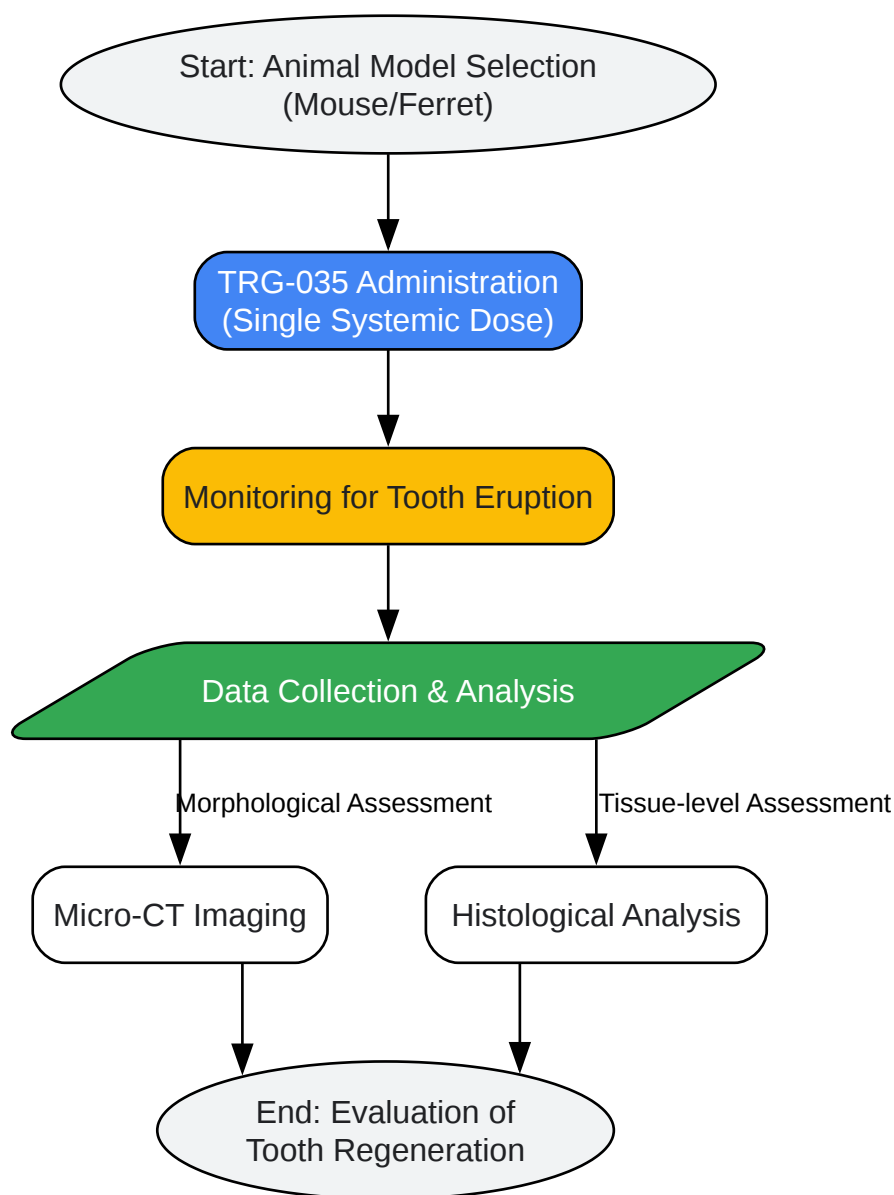 Start: Animal Model Selection
(Mouse/Ferret)
TRG-035 Administration
(Single Systemic Dose)
Monitoring for Tooth Eruption
Data Collection & Analysis
Morphological Assessment
Tissue-level Assessment
Micro-CT Imaging
Histological Analysis
End: Evaluation of
Tooth Regeneration